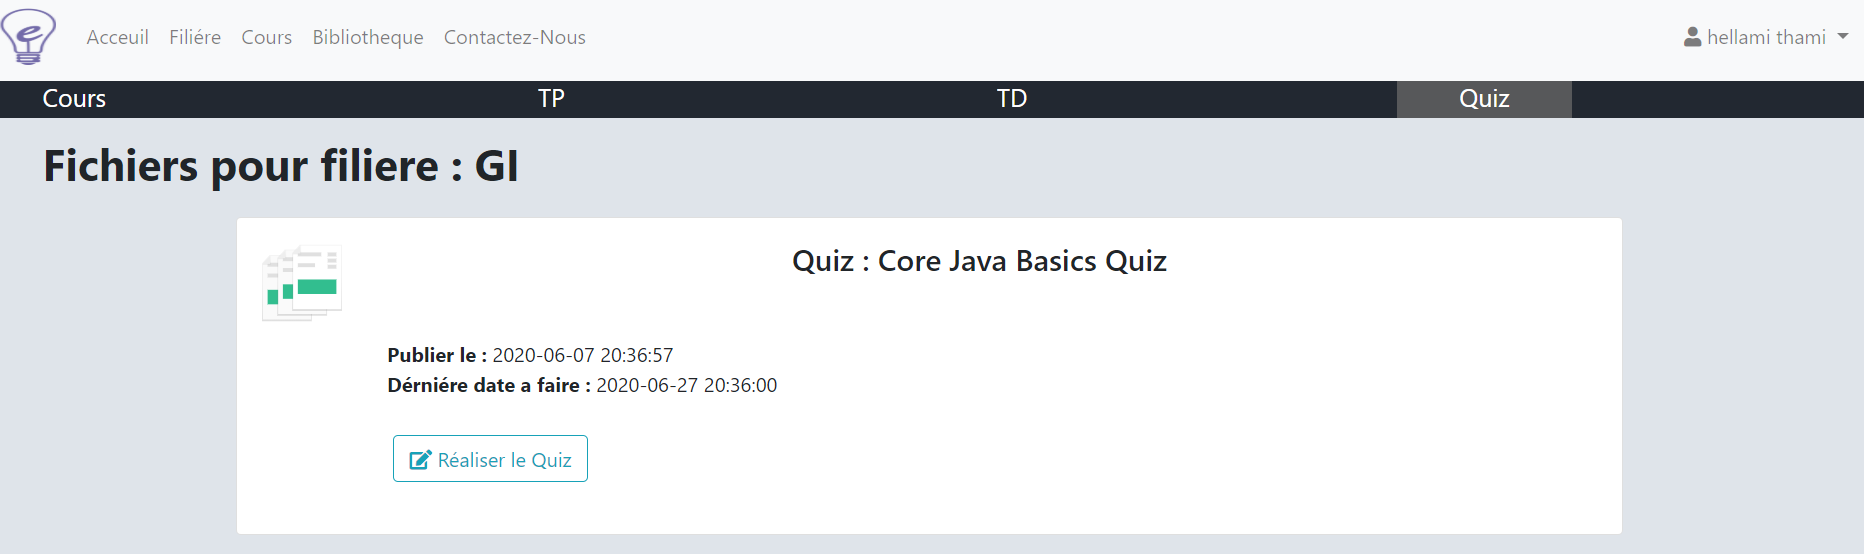 e Acceuil Filiére Cours Bibliotheque Contactez-Nous hellami thami
Cours TP TD Quiz
Fichiers pour filiere : GI
Quiz : Core Java Basics Quiz
Publier le : 2020-06-07 20:36:57
Dérniére date a faire : 2020-06-27 20:36:00
Réaliser le Quiz